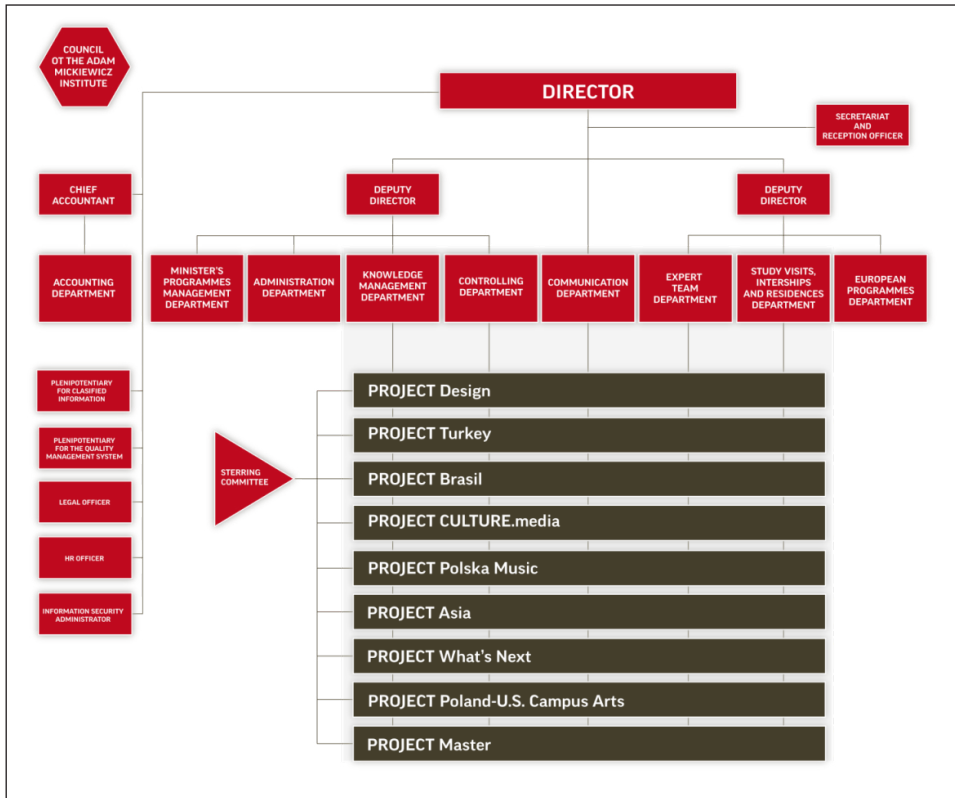 COUNCIL
OT THE ADAM
MICKIEWICZ
INSTITUTE
DIRECTOR
SECRETARIAT
AND
RECEPTION OFFICER
CHIEF
ACCOUNTANT
DEPUTY
DIRECTOR
DEPUTY
DIRECTOR
ACCOUNTING
DEPARTMENT
MINISTER'S
PROGRAMMES
MANAGEMENT
DEPARTMENT
ADMINISTRATION
DEPARTMENT
KNOWLEDGE
MANAGEMENT
DEPARTMENT
CONTROLLING
DEPARTMENT
COMMUNICATION
DEPARTMENT
EXPERT
TEAM
DEPARTMENT
STUDY VISITS,
INTERSHIPS
AND RESIDENCES
DEPARTMENT
EUROPEAN
PROGRAMMES
DEPARTMENT
PLENIPOTENTIARY
FOR CLASIFIED
INFORMATION
PLENIPOTENTIARY
FOR THE QUALITY
MANAGEMENT SYSTEM
LEGAL OFFICER
HR OFFICER
INFORMATION SECURITY
ADMINISTRATOR
STERRING
COMMITTEE
PROJECT Design
PROJECT Turkey
PROJECT Brasil
PROJECT CULTURE.media
PROJECT Polska Music
PROJECT Asia
PROJECT What's Next
PROJECT Poland-U.S. Campus Arts
PROJECT Master